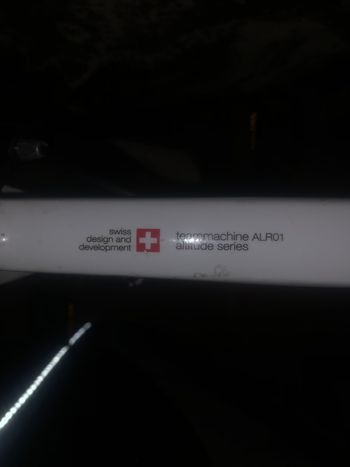 swiss
design and
development
teammachine ALR01
altitude series